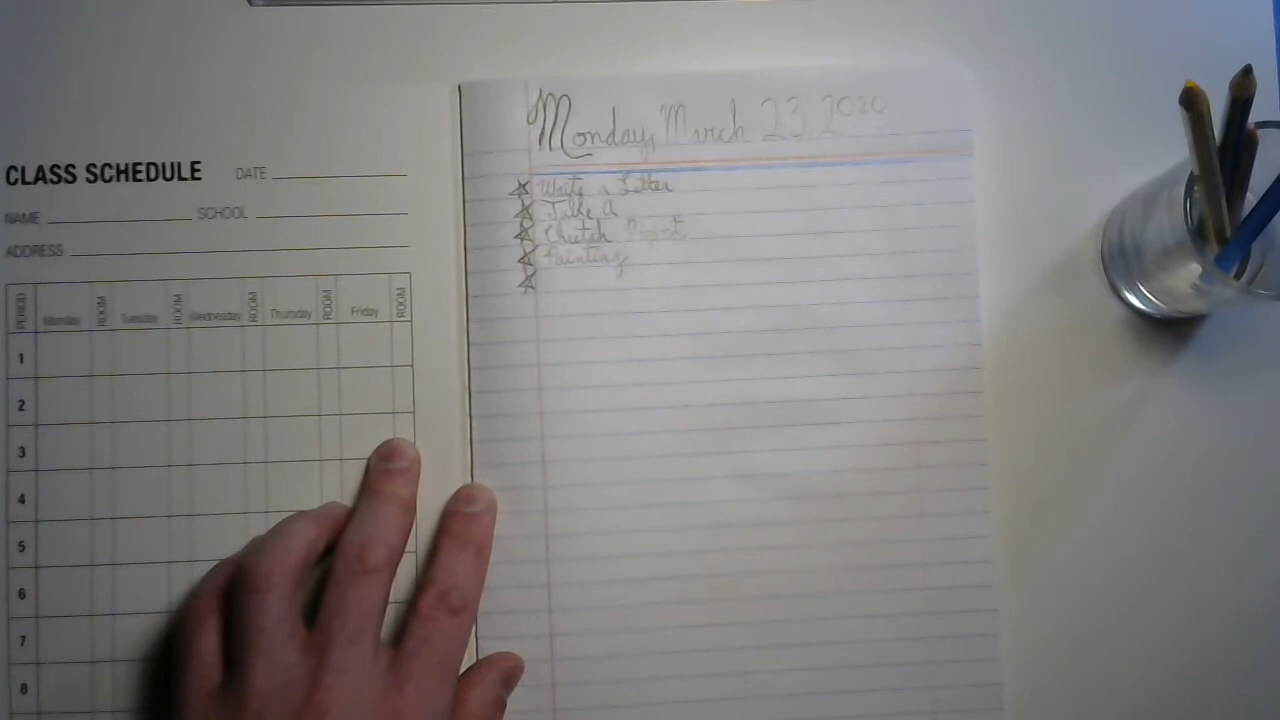 CLASS SCHEDULE DATE
NAME SCHOOL
ADDRESS
PERIOD Monday ROOM Tuesday ROOM Wednesday ROOM Thursday ROOM Friday ROOM
1
2
3
4
5
6
7
8
Monday, March 23, 2020
Write a Letter
Take A
Painting